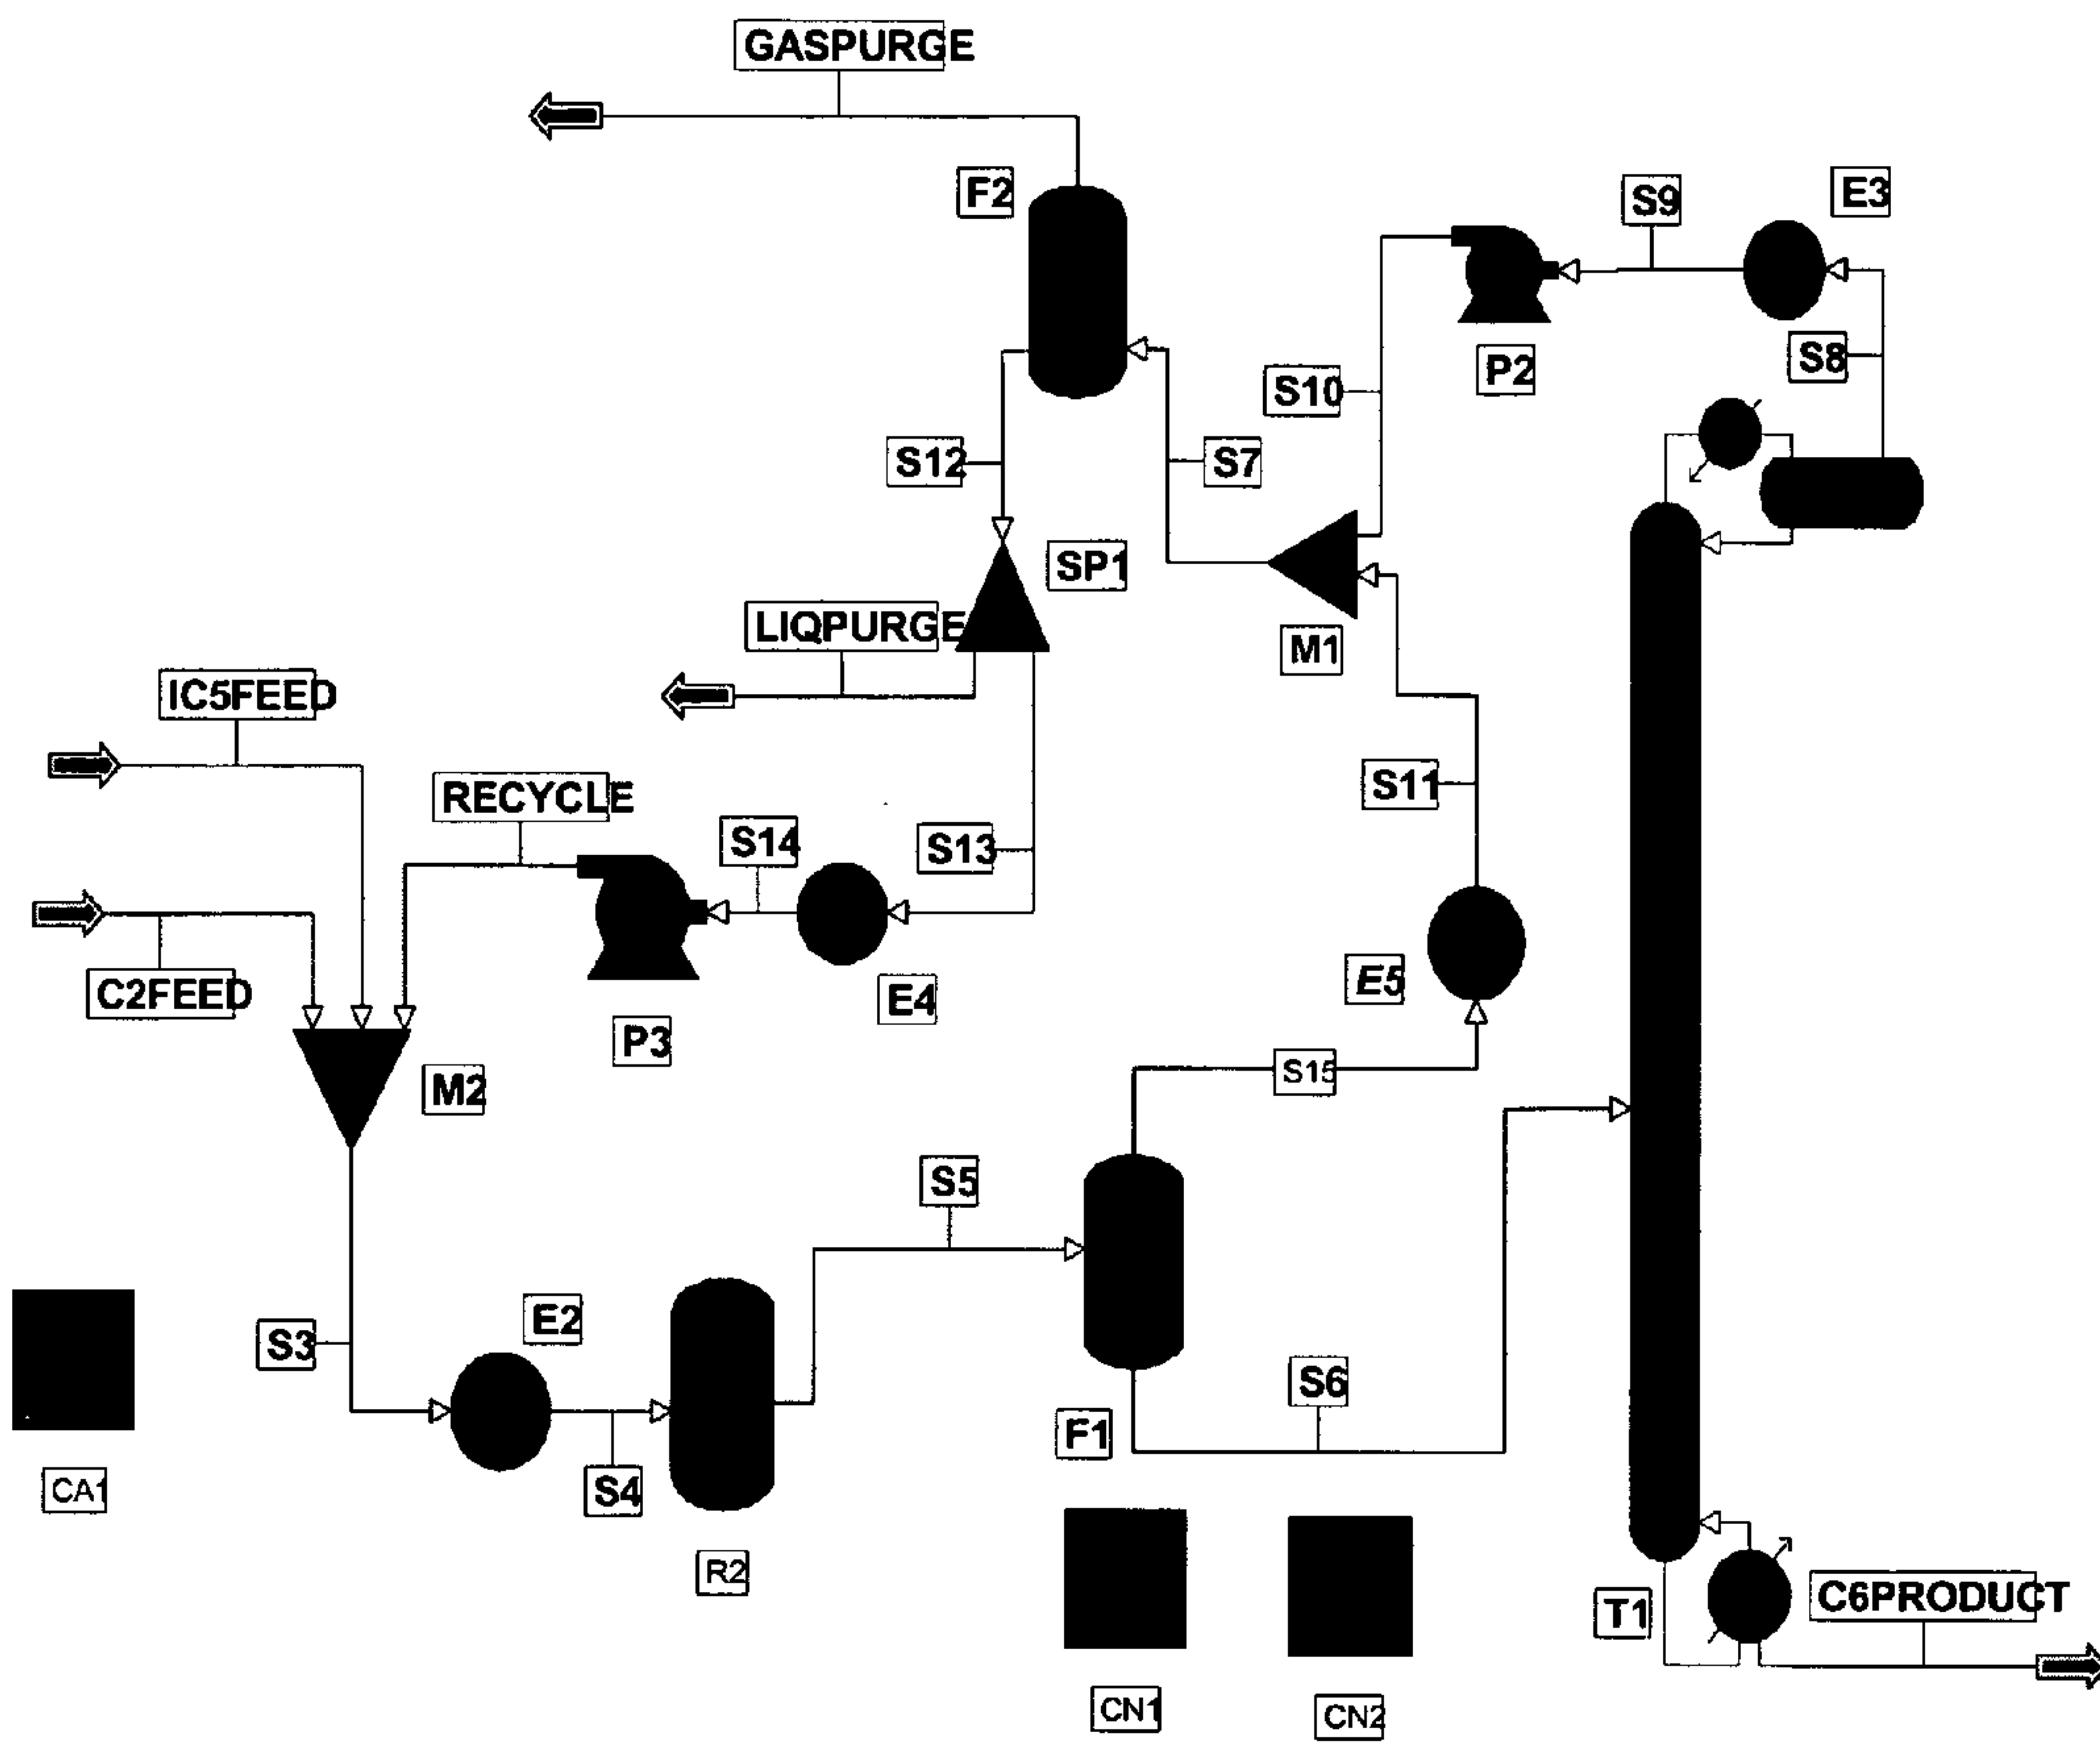 GASPURGE
F2
S9
E3
P2
S8
S10
S12
S7
SP1
LIQPURGE
M1
IC5FEED
RECYCLE
S14
S13
S11
C2FEED
E4
E5
P3
S15
M2
S5
E2
S3
S6
F1
S4
CA1
R2
T1
C6PRODUCT
CN1
CN2